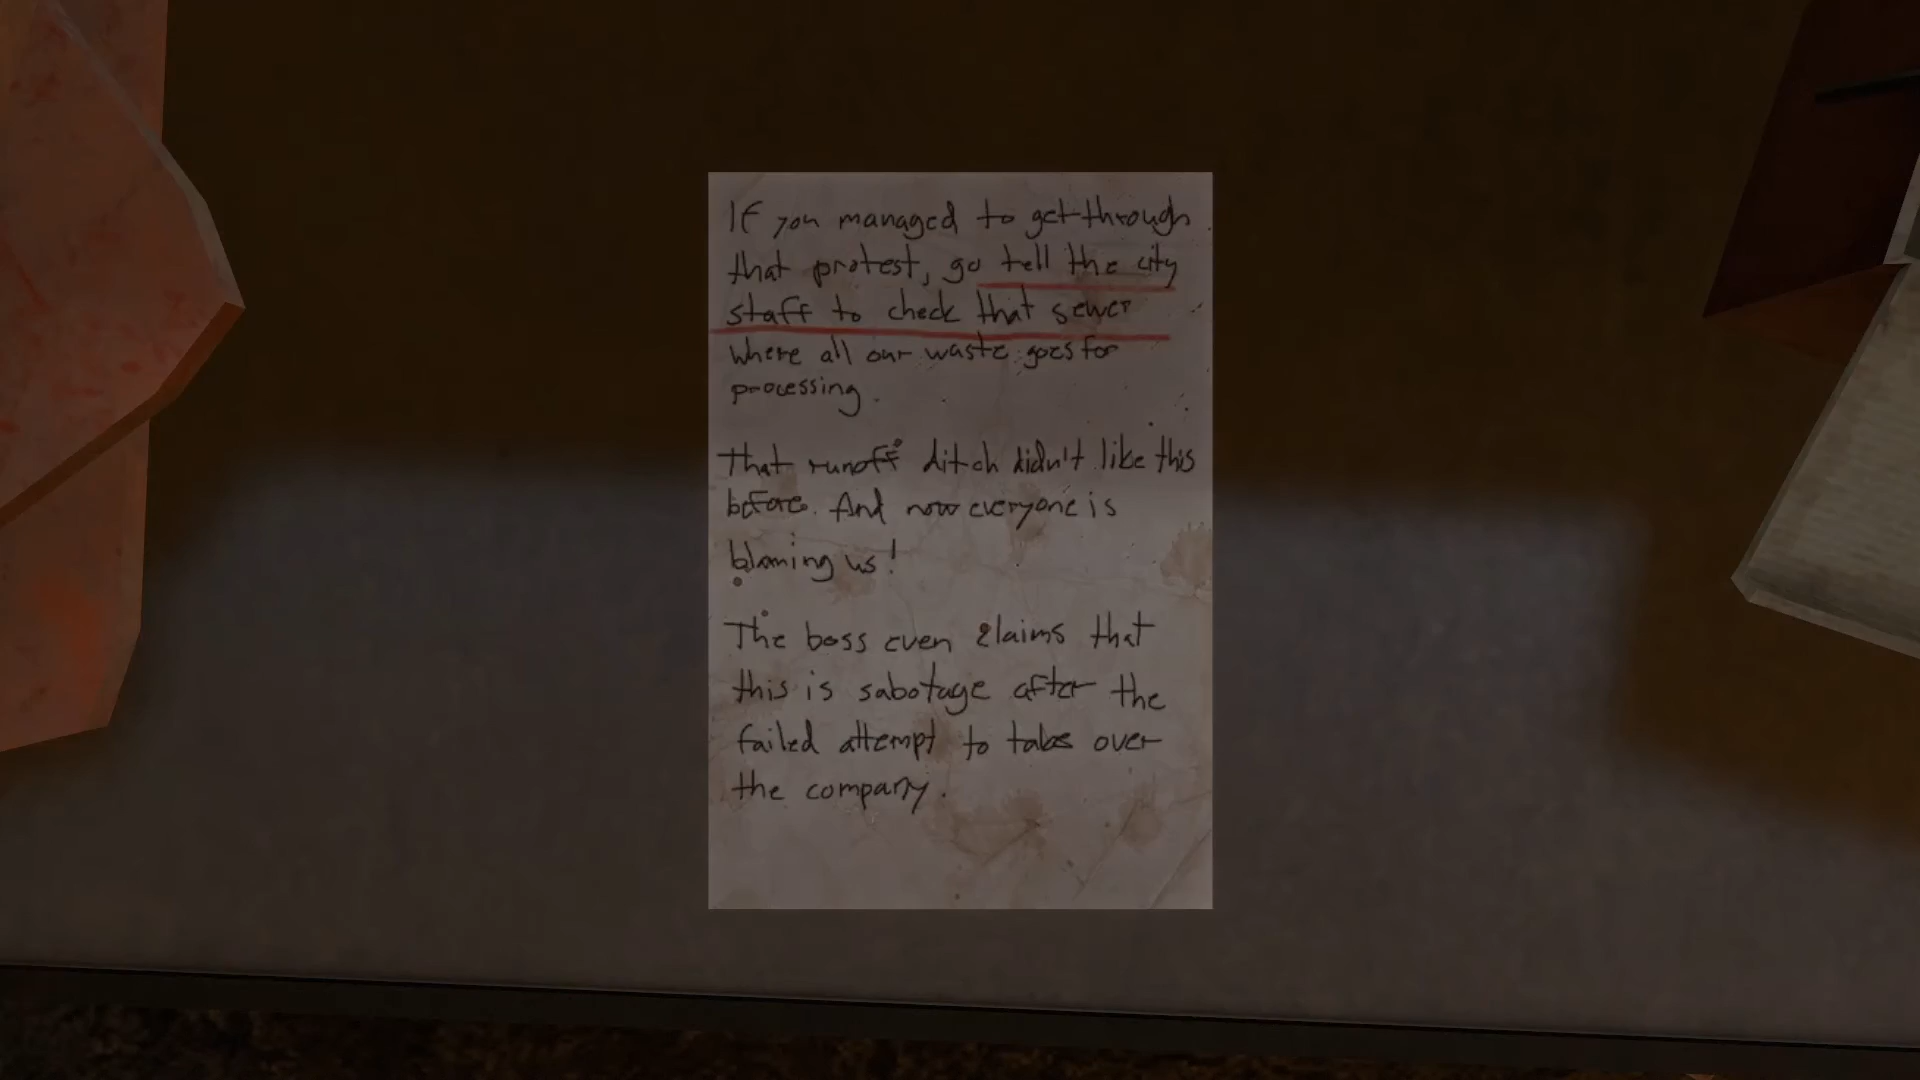 If you managed to get through
that protest, go tell the city
staff to check that sewer
where all our waste goes for
processing.
That runoff ditch didn't like this
before. And now everyone is
blaming us!
The boss even claims that
this is sabotage after the
failed attempt to take over
the company.